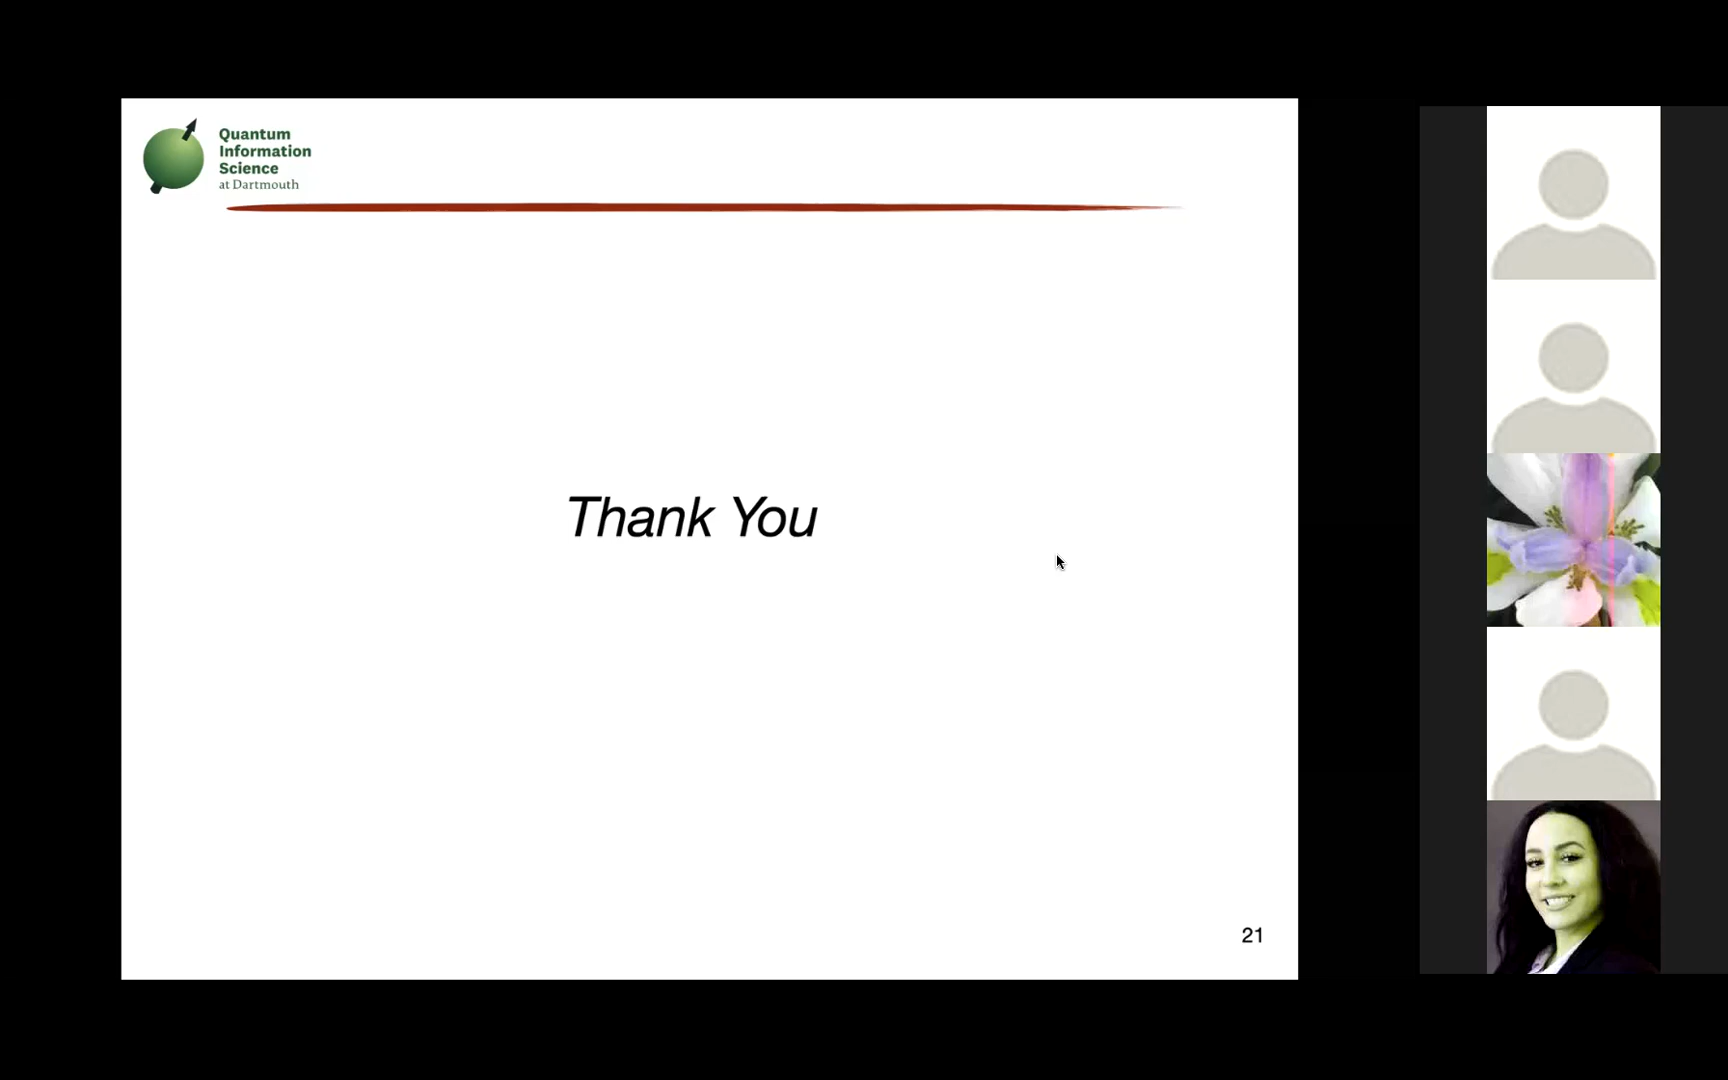 Quantum
Information
Science
at Dartmouth
Thank You
21